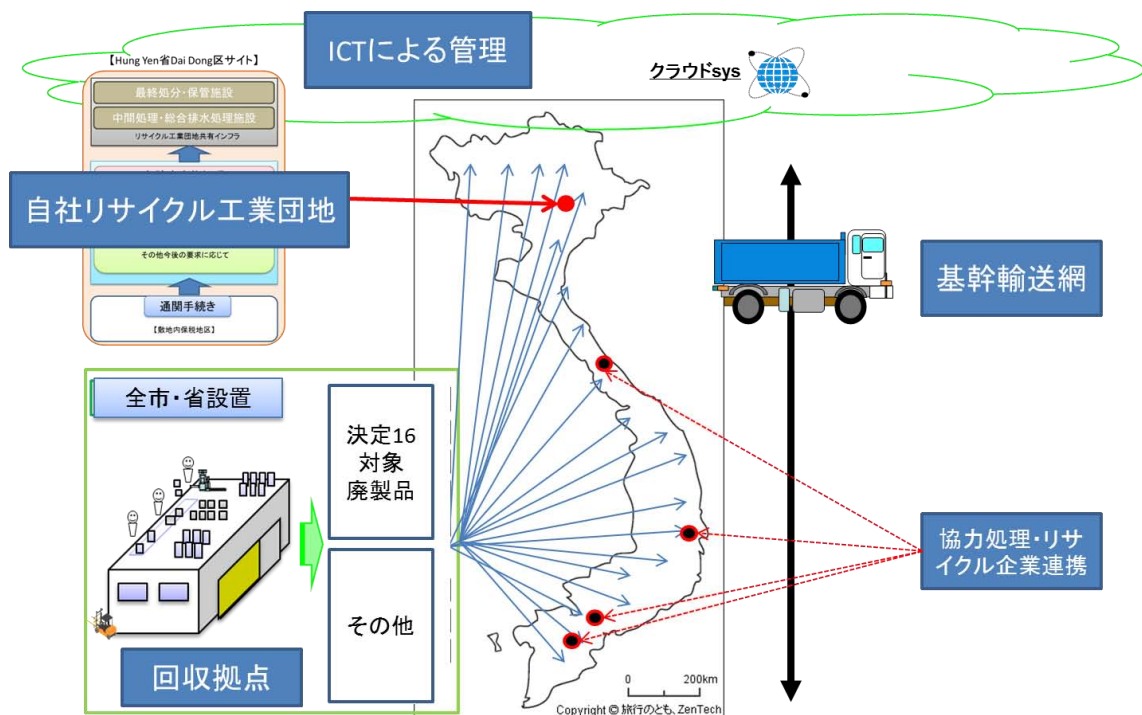 ICTによる管理
【Hung Yen省Dai Dong区サイト】
クラウドsys
最終処分・保管施設
中間処理・総合排水処理施設
リサイクル工業団地共有インフラ
自社リサイクル工業団地
その他今後の要求に応じて
通関手続き
【敷地内保税地区】
基幹輸送網
全市・省設置
決定16
対象
廃製品
その他
回収拠点
協力処理・リサ
イクル企業連携
0
200km
Copyright © 旅行のとも、ZenTech